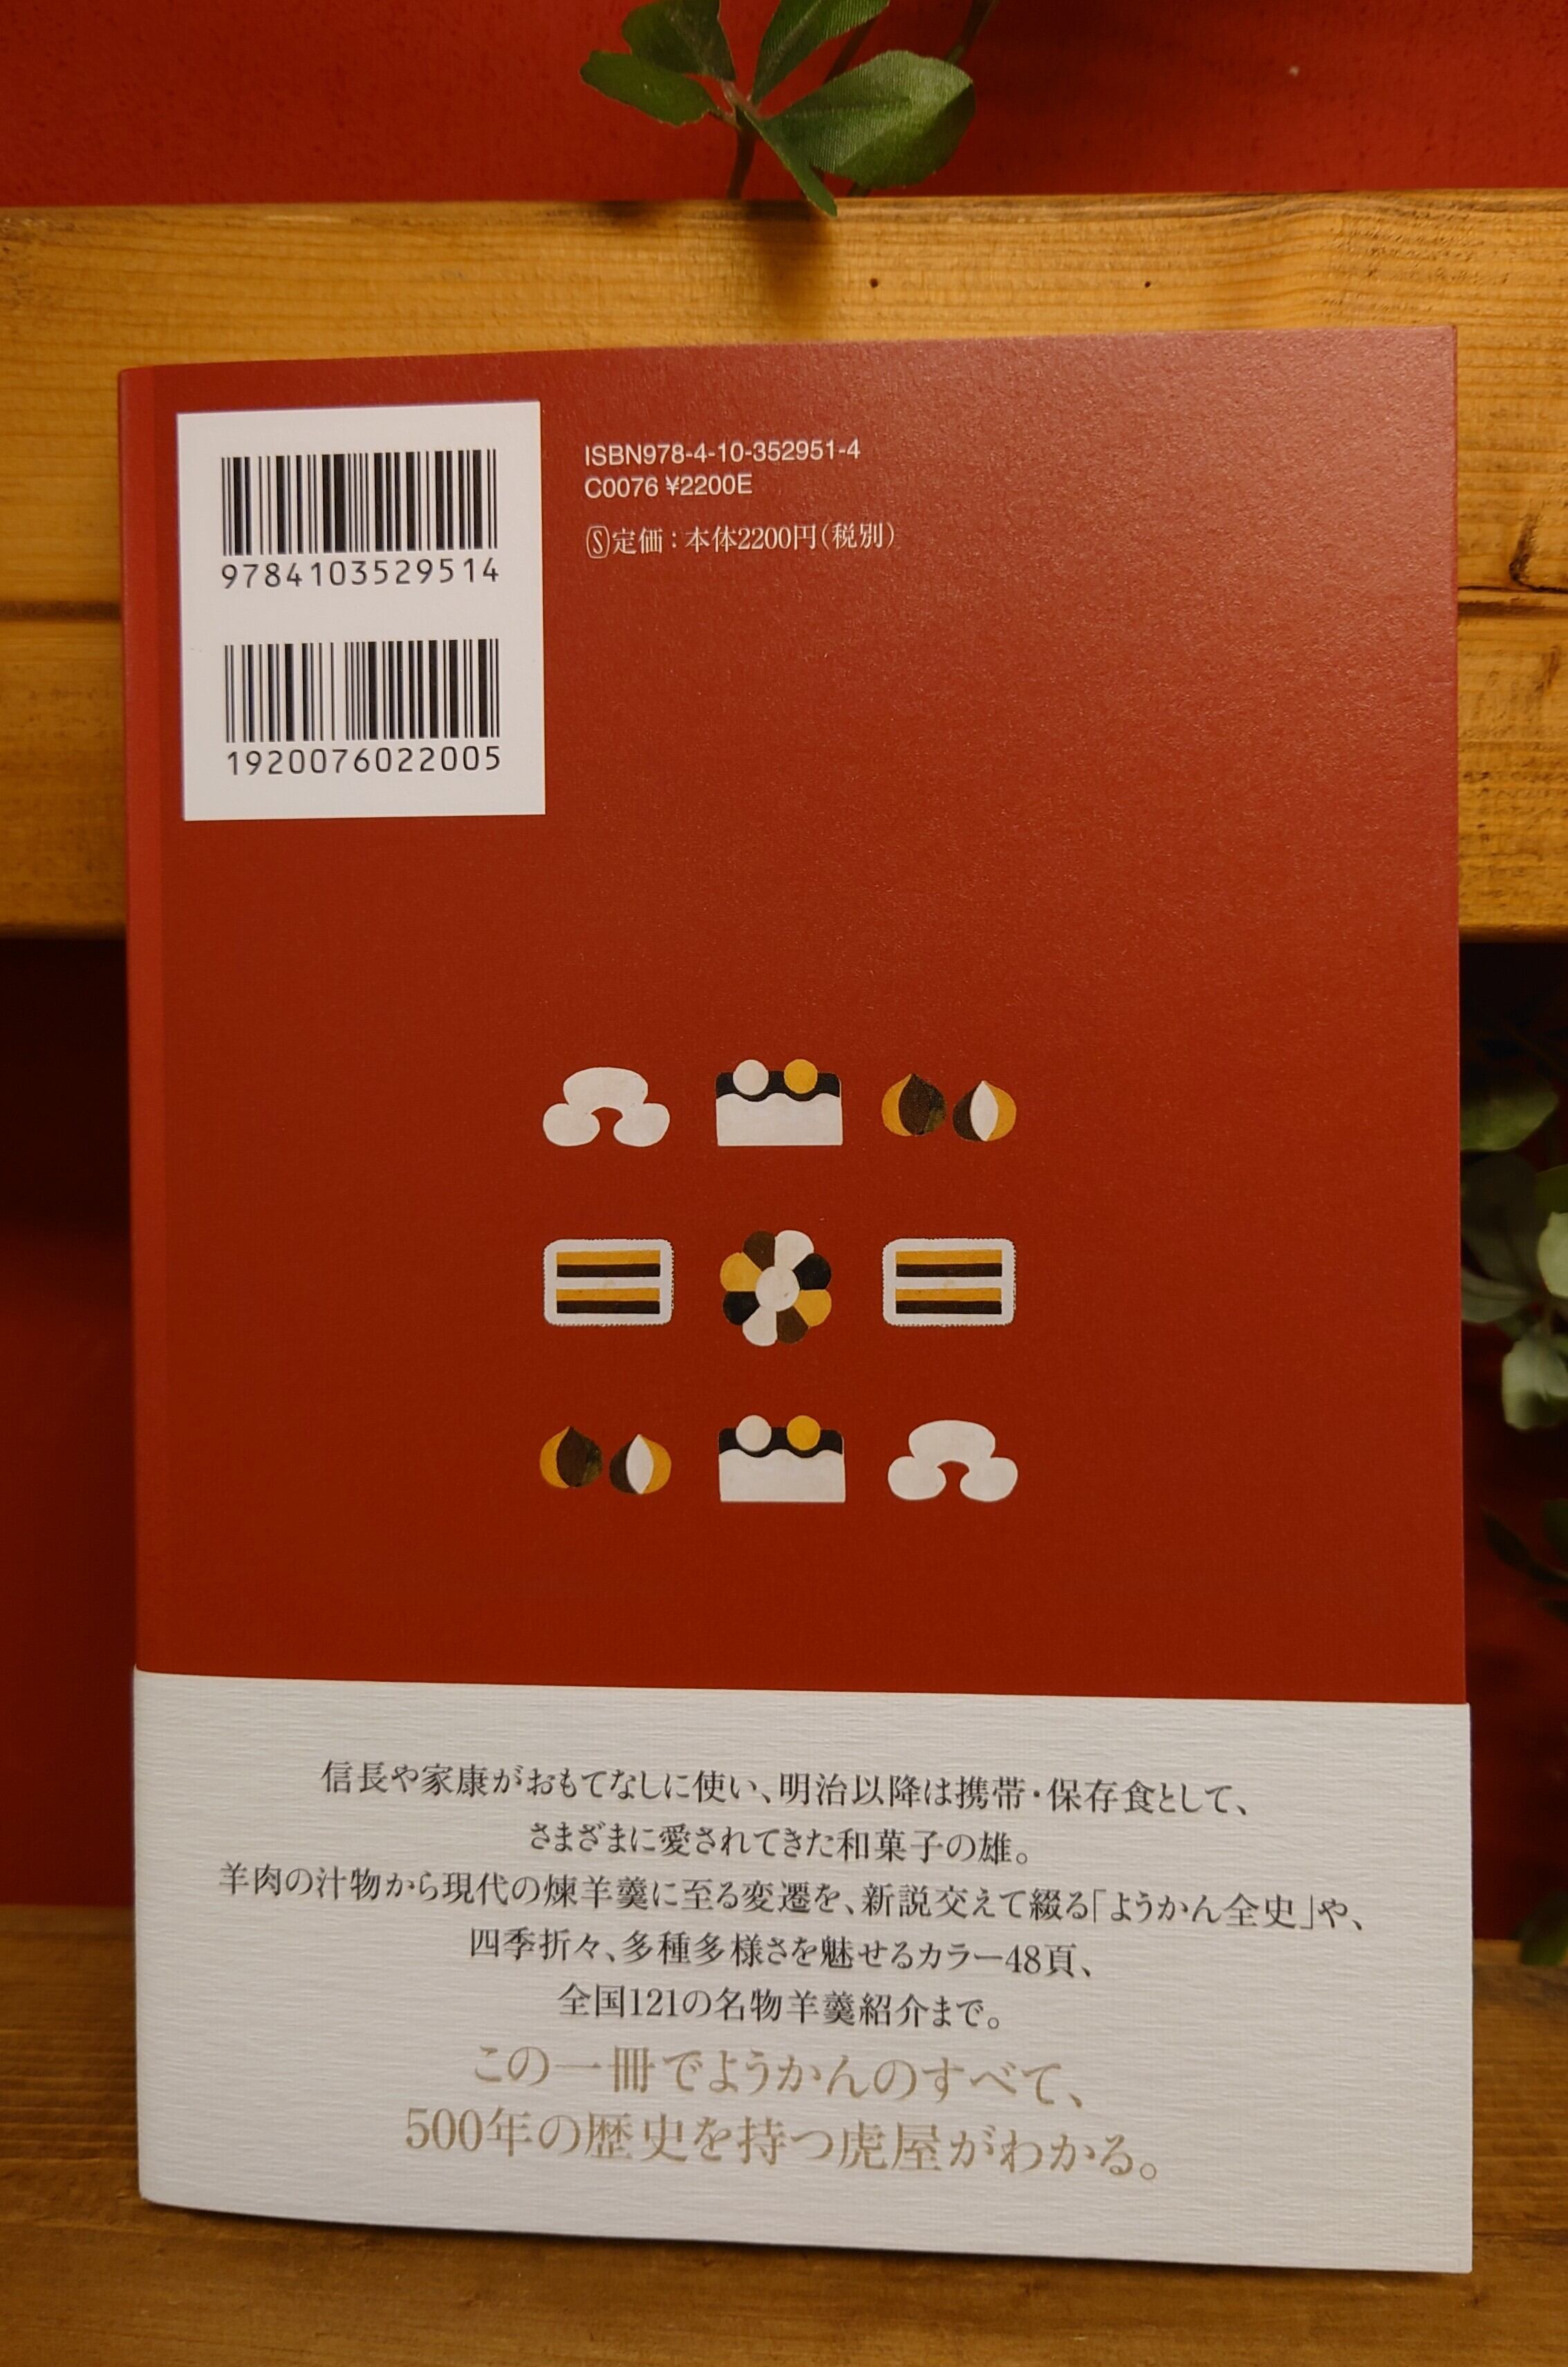 9784103529514
1920076022005
ISBN978-4-10-352951-4
C0076 ¥2200E
Ⓢ定価：本体2200円（税別）
信長や家康がおもてなしに使い、明治以降は携帯・保存食として、
さまざまに愛されてきた和菓子の雄。
羊肉の汁物から現代の煉羊羹に至る変遷を、新説交えて綴る「ようかん全史」や、
四季折々、多種多様さを魅せるカラー48頁、
全国121の名物羊羹紹介まで。
この一冊でようかんのすべて、
500年の歴史を持つ虎屋がわかる。